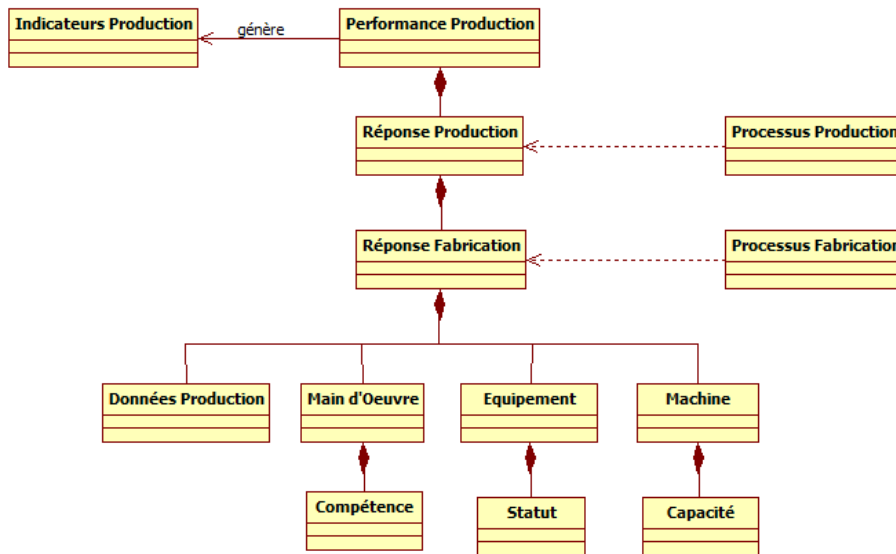 Indicateurs Production
génère
Performance Production
Réponse Production
Processus Production
Réponse Fabrication
Processus Fabrication
Données Production
Main d'Oeuvre
Equipement
Machine
Compétence
Statut
Capacité